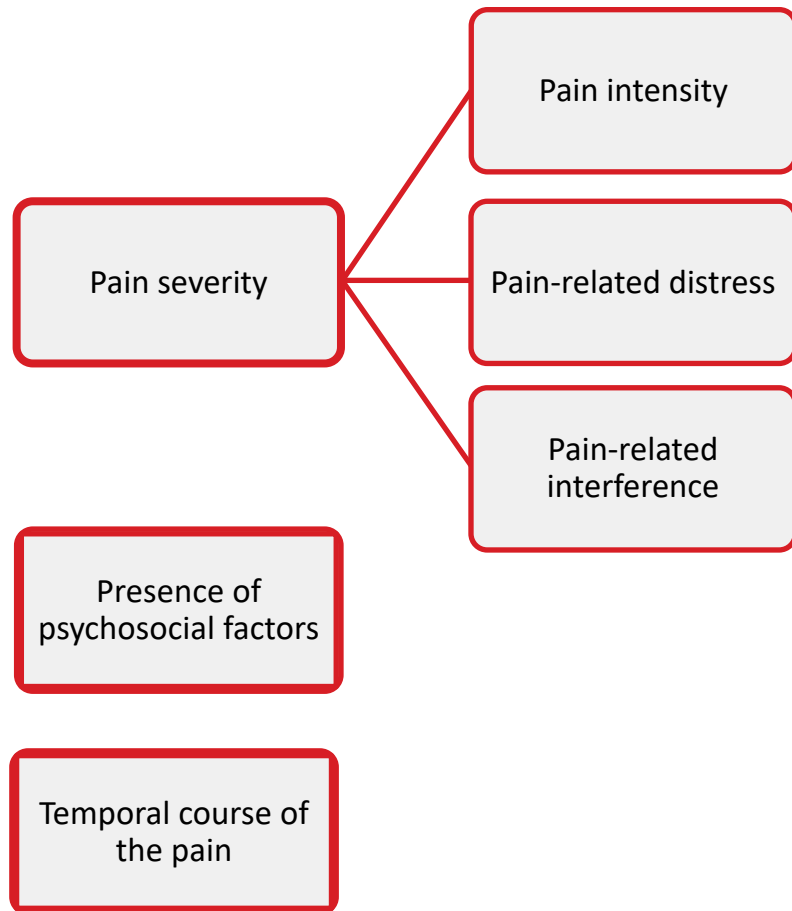 Pain intensity
Pain severity
Pain-related distress
Pain-related
interference
Presence of
psychosocial factors
Temporal course of
the pain